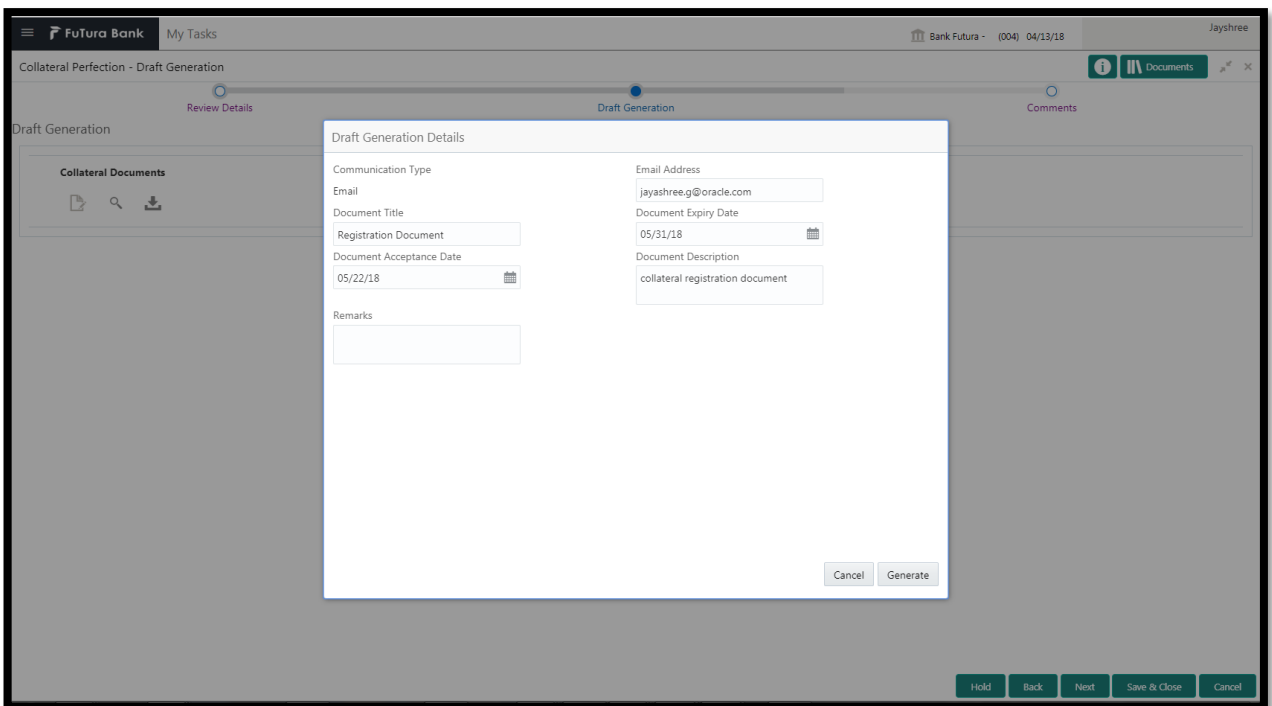 FuTura Bank My Tasks Bank Futura - (004) 04/13/18 Jayshree
Collateral Perfection - Draft Generation Documents
Review Details Draft Generation Comments
Draft Generation
Collateral Documents
Draft Generation Details
Communication Type Email Address
Email jayashree.g@oracle.com
Document Title Document Expiry Date
Registration Document 05/31/18
Document Acceptance Date Document Description
05/22/18 collateral registration document
Remarks
Cancel Generate
Hold Back Next Save & Close Cancel